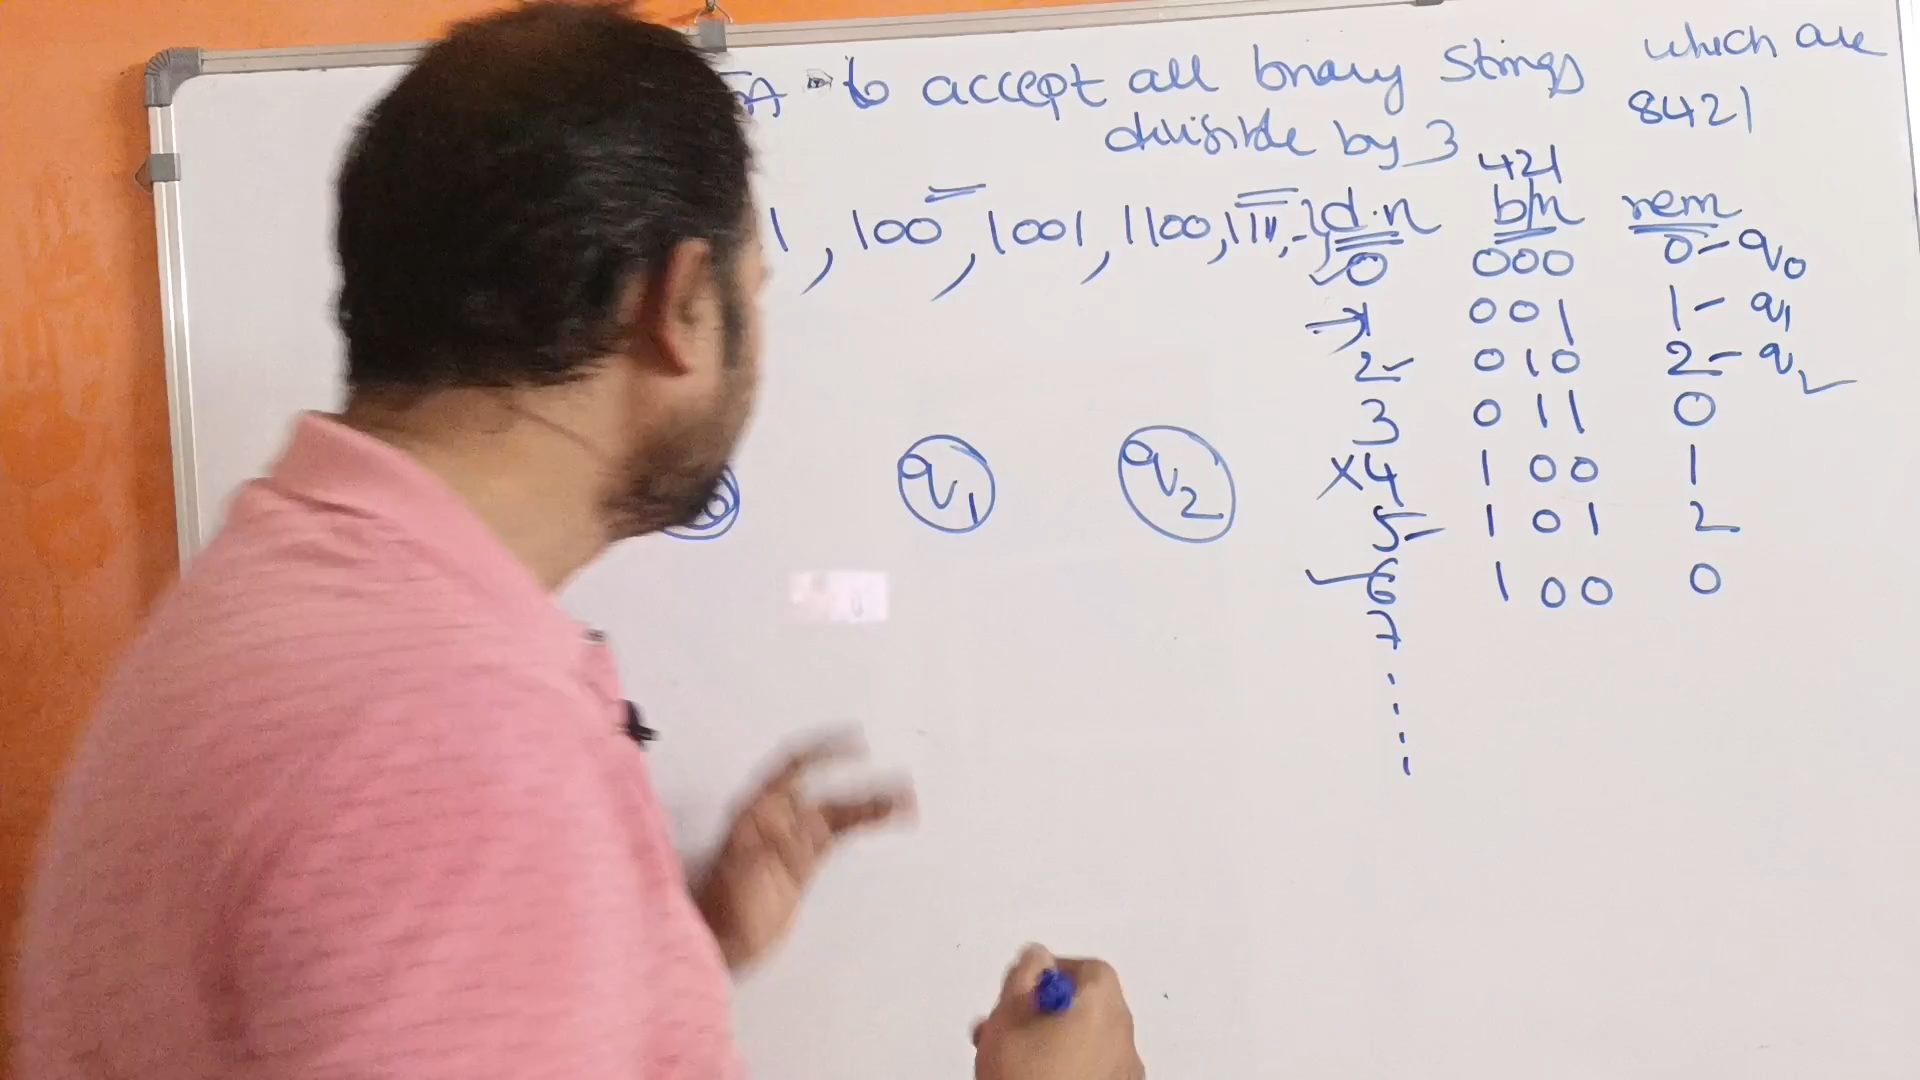 A to accept all binary strings which are
divisible by 3
8421
421
1, 100, 1001, 1100, 1111, --}
d.n b/n rem
0 000 0 - q0
→1 001 1 - q1
2 010 2 - q2
3 011 0
x4 100 1
5- 101 2
6 100 0
7
q1 q2